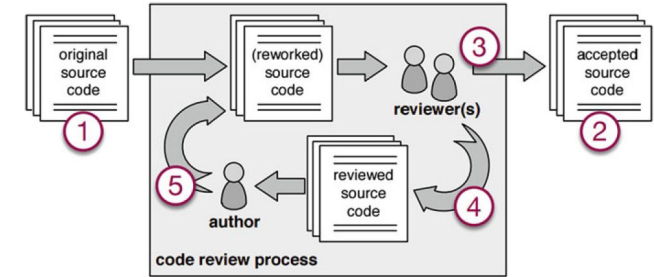 original
source
code
1
(reworked)
source
code
reviewer(s)
3
accepted
source
code
2
5
author
reviewed
source
code
4
code review process